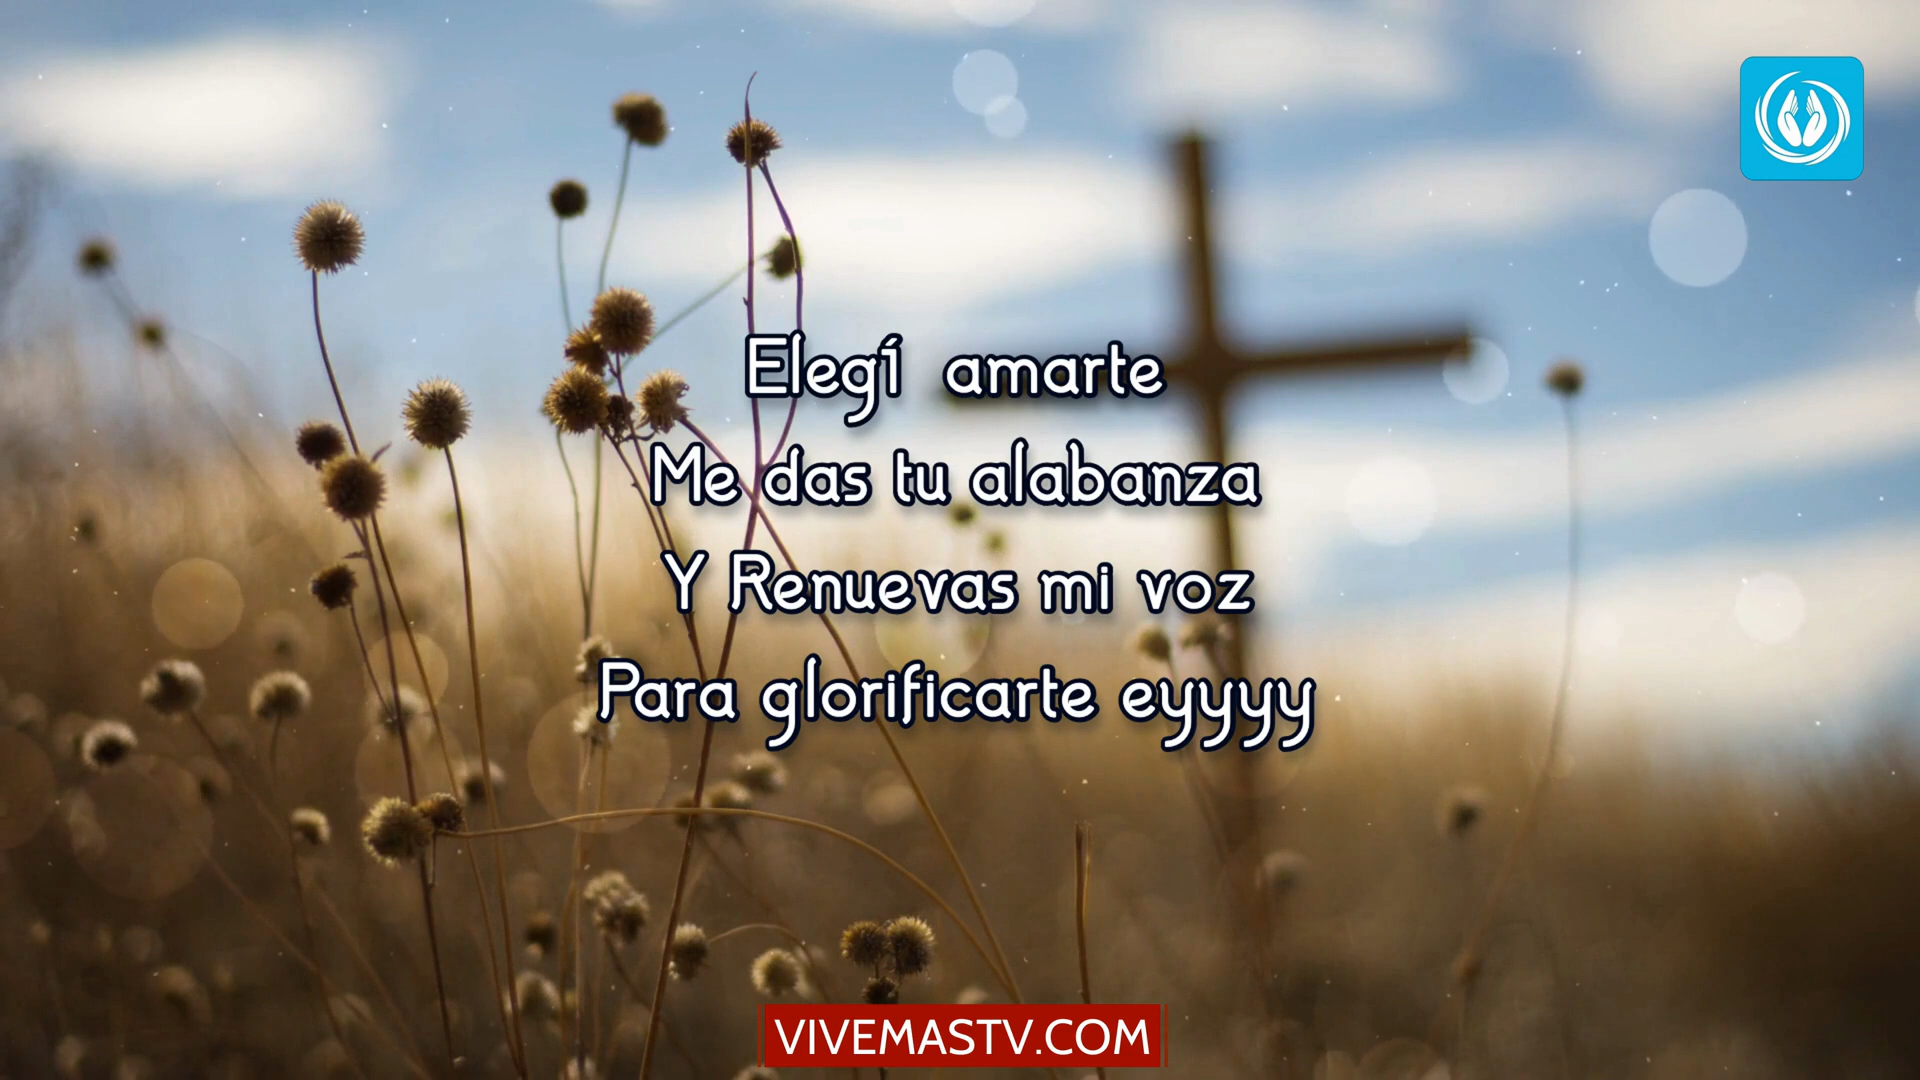 Elegí amarte
Me das tu alabanza
Y Renuevas mi voz
Para glorificarte eyyyy
VIVEMASTV.COM